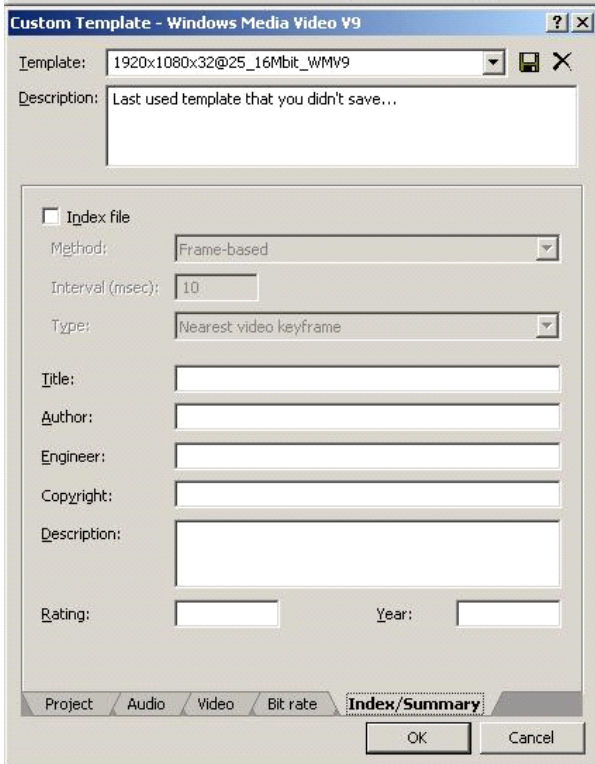 Custom Template - Windows Media Video V9
Template: 1920x1080x32@25_16Mbit_WMV9
Description: Last used template that you didn't save...
Index file
Method: Frame-based
Interval (msec): 10
Type: Nearest video keyframe
Title:
Author:
Engineer:
Copyright:
Description:
Rating: Year:
Project Audio Video Bit rate Index/Summary
OK Cancel